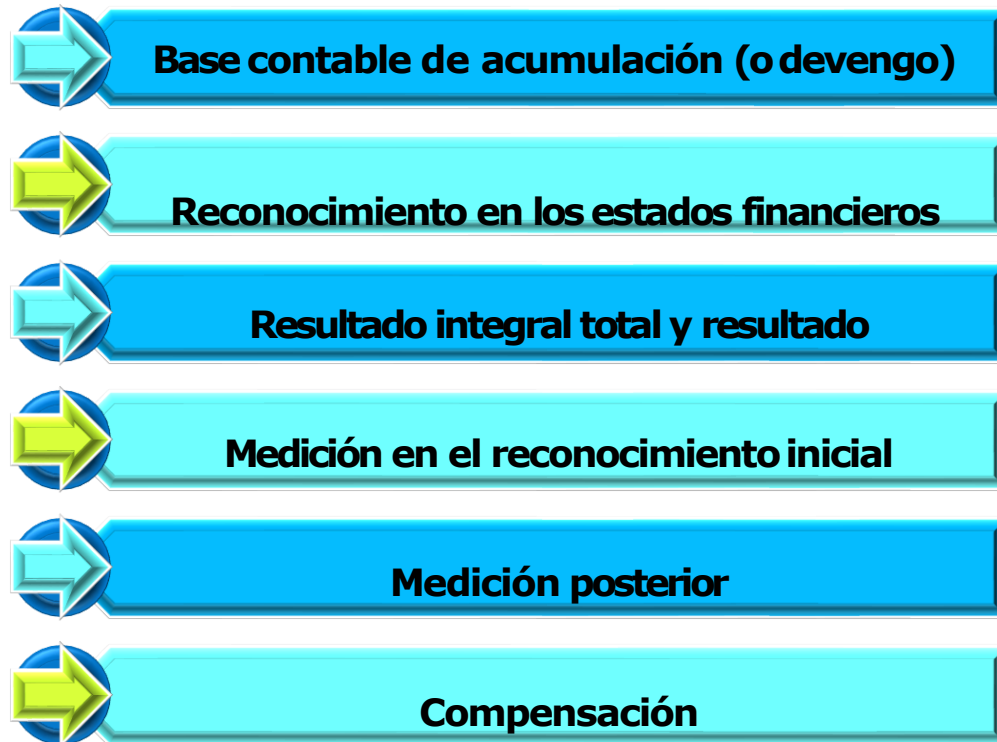 Base contable de acumulación (o devengo)
Reconocimiento en los estados financieros
Resultado integral total y resultado
Medición en el reconocimiento inicial
Medición posterior
Compensación